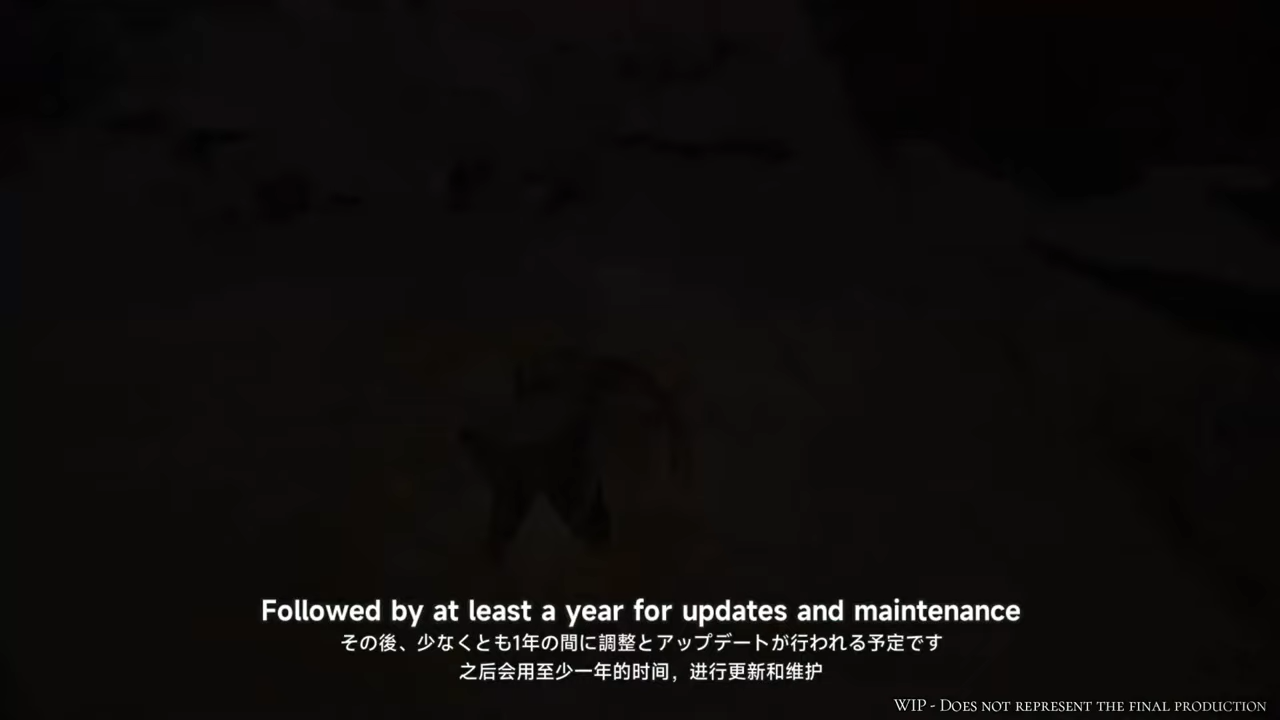 Followed by at least a year for updates and maintenance
その後、少なくとも1年の間に調整とアップデートが行われる予定です
之后会用至少一年的时间，进行更新和维护
WIP - Does not represent the final production